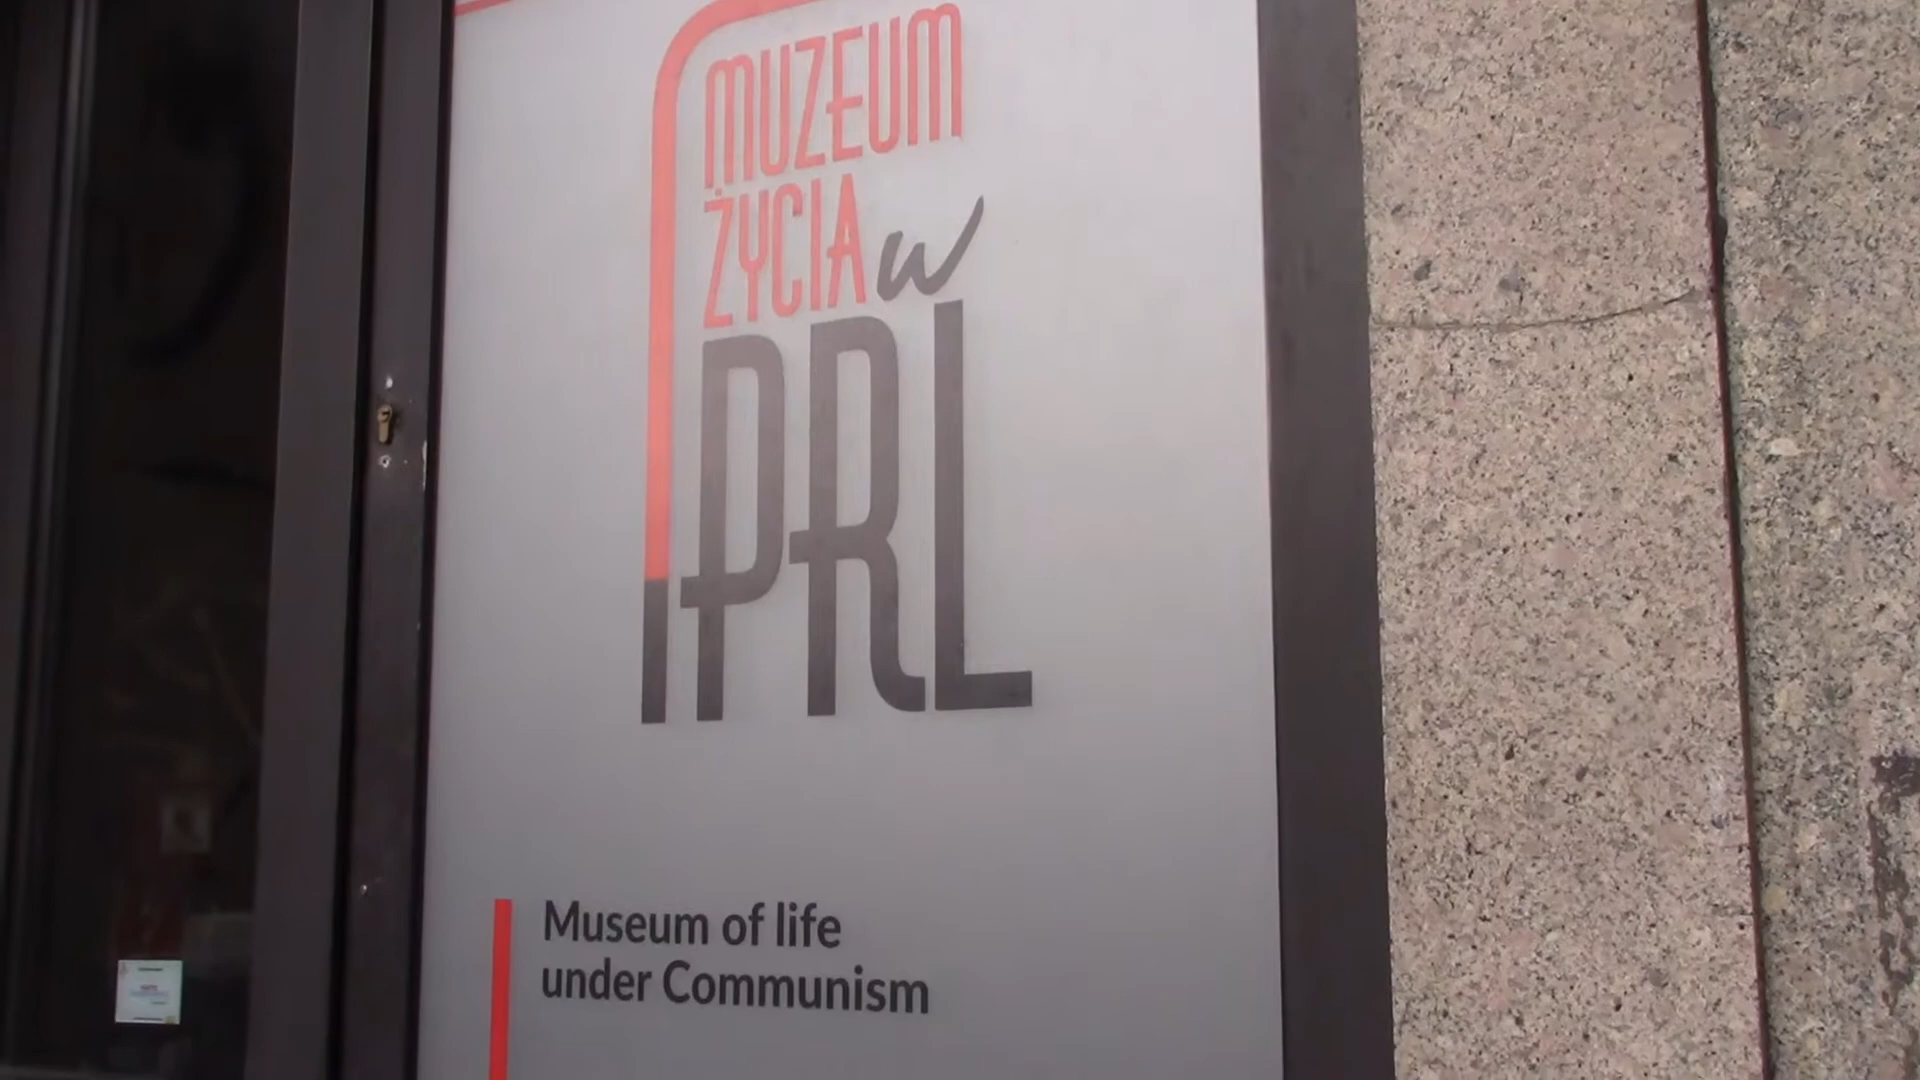 MUZEUM
ŻYCIA w
PRL
Museum of life
under Communism